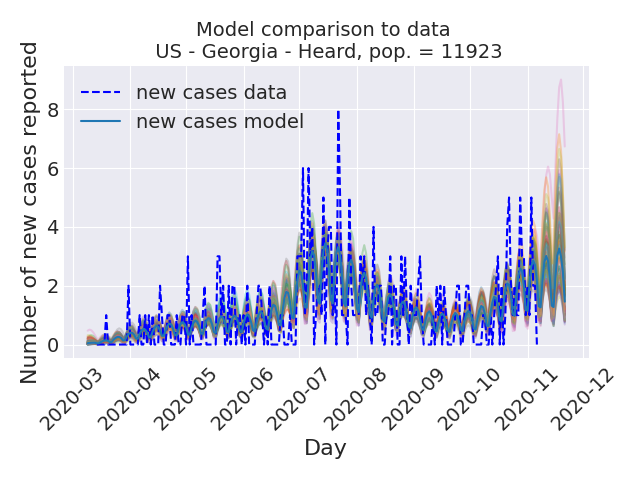 Model comparison to data
US - Georgia - Heard, pop. = 11923
Number of new cases reported
8
6
4
2
0
new cases data
new cases model
2020-03
2020-04
2020-05
2020-06
2020-07
2020-08
2020-09
2020-10
2020-11
2020-12
Day